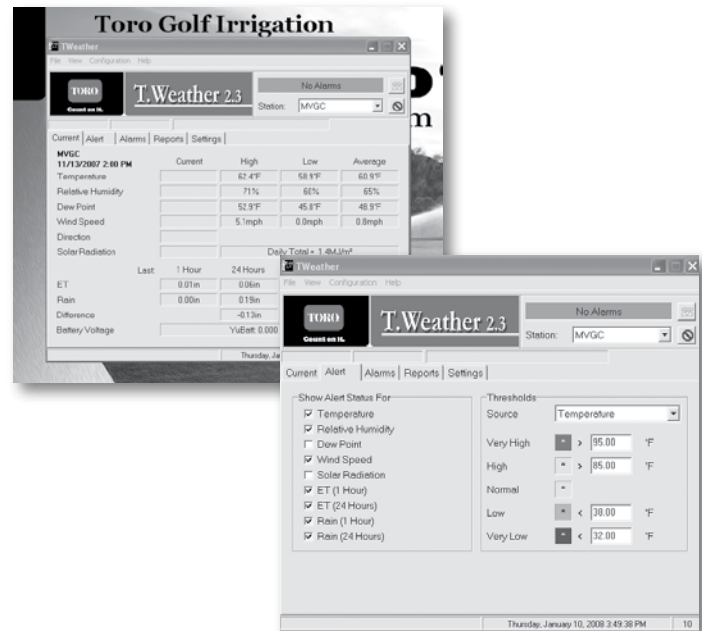 Toro Golf Irrigation
TWeather
File View Configuration Help
TORO
Count on it.
T.Weather 2.3
No Alarms
Station: MVGC
Current Alert Alarms Reports Settings
MVGC
11/13/2007 2:00 PM Current High Low Average
Temperature 62.4°F 58.9°F 60.9°F
Relative Humidity 71% 60% 65%
Dew Point 52.9°F 45.8°F 48.9°F
Wind Speed 5.1mph 0.0mph 0.8mph
Direction
Solar Radiation Daily Total = 1.4MJ/m²
Last: 1 Hour 24 Hours
ET 0.01in 0.06in
Rain 0.00in 0.19in
Difference -0.13in
Battery Voltage YuBatt: 0.000
Thursday, Ja
TWeather
File View Configuration Help
TORO
Count on it.
T.Weather 2.3
No Alarms
Station: MVGC
Current Alert Alarms Reports Settings
Show Alert Status For
Temperature
Relative Humidity
Dew Point
Wind Speed
Solar Radiation
ET (1 Hour)
ET (24 Hours)
Rain (1 Hour)
Rain (24 Hours)
Thresholds
Source Temperature
Very High > 95.00 °F
High > 85.00 °F
Normal
Low < 38.00 °F
Very Low < 32.00 °F
Thursday, January 10, 2008 3:49:38 PM 10